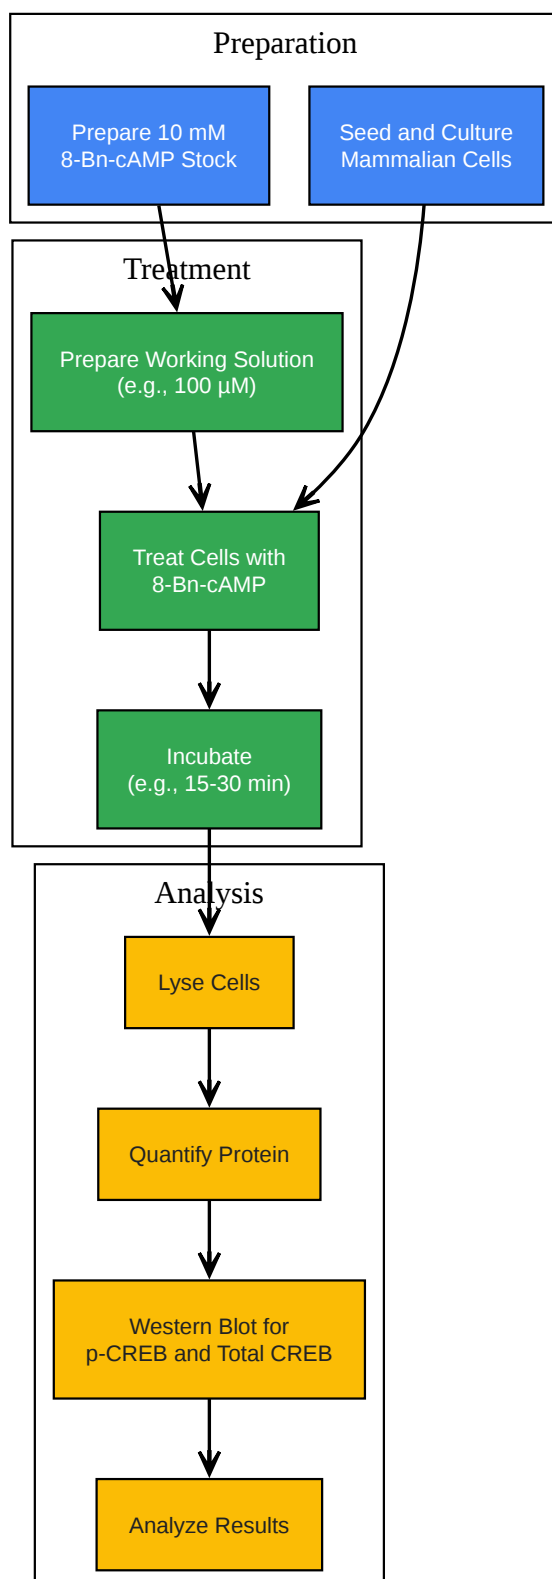 Preparation
Prepare 10 mM
8-Bn-cAMP Stock
Seed and Culture
Mammalian Cells
Treatment
Prepare Working Solution
(e.g., 100 µM)
Treat Cells with
8-Bn-cAMP
Incubate
(e.g., 15-30 min)
Analysis
Lyse Cells
Quantify Protein
Western Blot for
p-CREB and Total CREB
Analyze Results